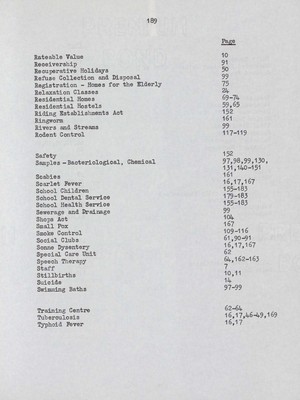 189
Page
Rateable Value 10
Receivership 91
Recuperative Holidays 50
Refuse Collection and Disposal 99
Registration - Homes for the Elderly 75
Relaxation Classes 24
Residential Homes 69-74
Residential Hostels 59,65
Riding Establishments Act 152
Ringworm 161
Rivers and Streams 99
Rodent Control 117-119
Safety 152
Samples - Bacteriological, Chemical 97,98,99,130,
131,140-151
Scabies 161
Scarlet Fever 16,17,167
School Children 155-183
School Dental Service 179-183
School Health Service 155-183
Sewerage and Drainage 99
Shops Act 104
Small Pox 167
Smoke Control 109-116
Social Clubs 61,90-91
Sonne Dysentery 16,17,167
Special Care Unit 62
Speech Therapy 64,162-163
Staff 7
Stillbirths 10,11
Suicide 14
Swimming Baths 97-99
Training Centre 62-64
Tuberculosis 16,17,46-49,169
Typhoid Fever 16,17